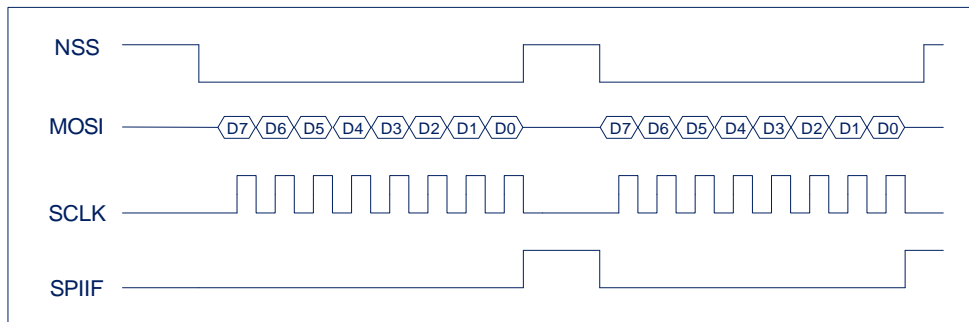 NSS
MOSI D7 D6 D5 D4 D3 D2 D1 D0 D7 D6 D5 D4 D3 D2 D1 D0
SCLK
SPIIF